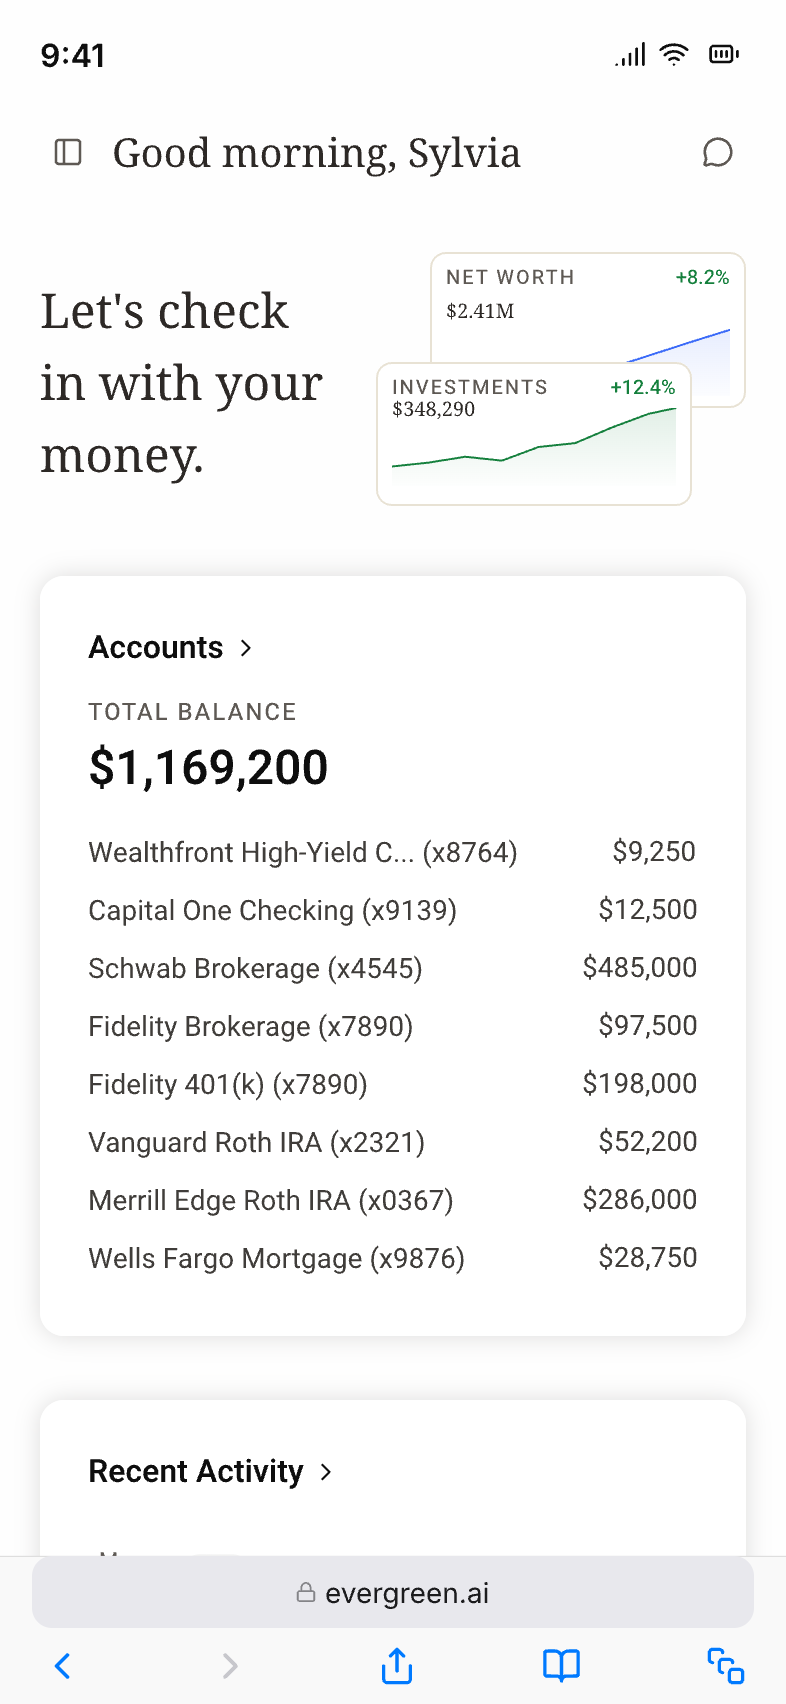 9:41
Good morning, Sylvia
Let's check
in with your
money.
NET WORTH +8.2%
$2.41M
INVESTMENTS +12.4%
$348,290
Accounts
TOTAL BALANCE
$1,169,200
Wealthfront High-Yield C... (x8764) $9,250
Capital One Checking (x9139) $12,500
Schwab Brokerage (x4545) $485,000
Fidelity Brokerage (x7890) $97,500
Fidelity 401(k) (x7890) $198,000
Vanguard Roth IRA (x2321) $52,200
Merrill Edge Roth IRA (x0367) $286,000
Wells Fargo Mortgage (x9876) $28,750
Recent Activity
evergreen.ai